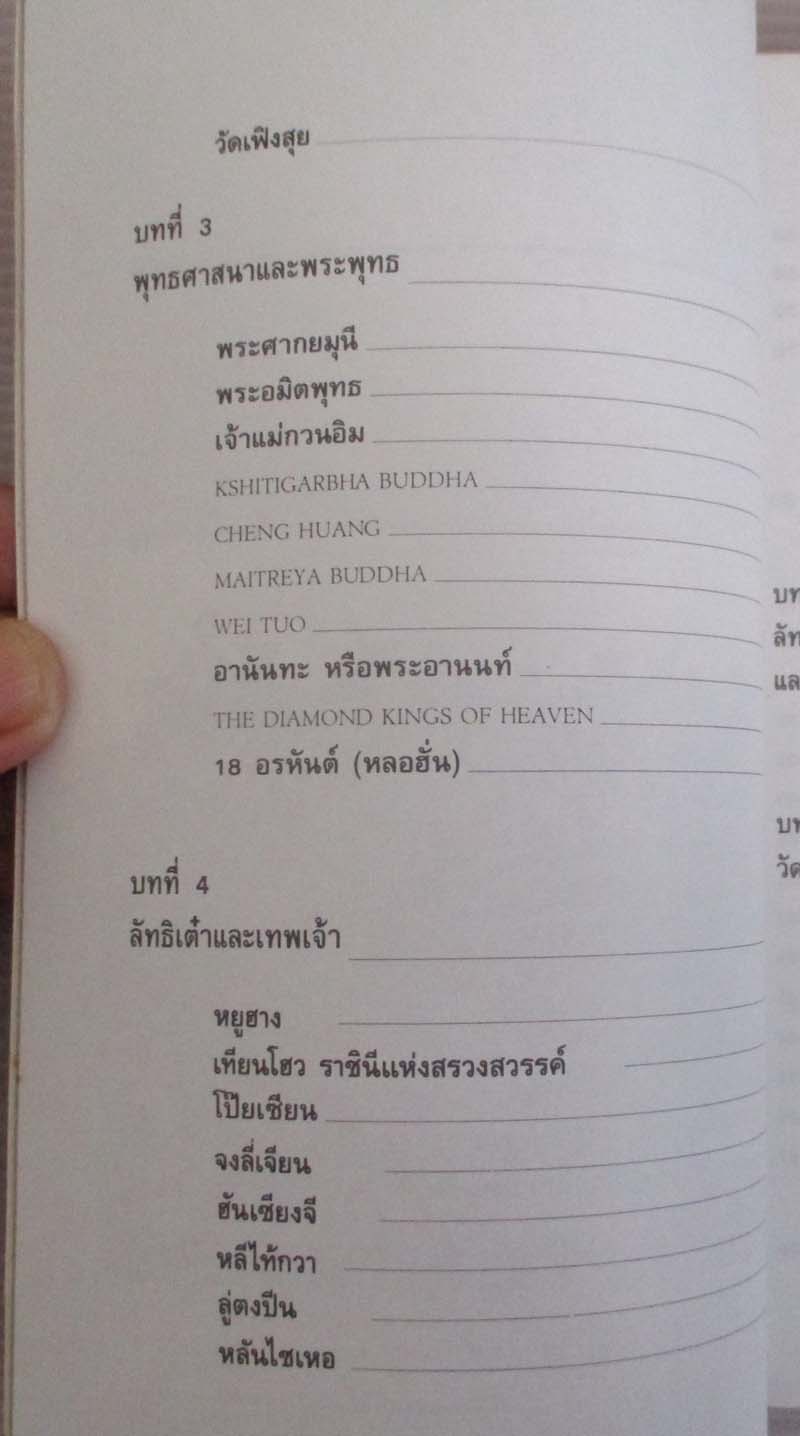 วัดเฟิงสุย
บทที่ 3
พุทธศาสนาและพระพุทธ
พระศากยมุนี
พระอมิตพุทธ
เจ้าแม่กวนอิม
KSHITIGARBHA BUDDHA
CHENG HUANG
MAITREYA BUDDHA
WEI TUO
อานันทะ หรือพระอานนท์
THE DIAMOND KINGS OF HEAVEN
18 อรหันต์ (หลอฮั่น)
บทที่ 4
ลัทธิเต๋าและเทพเจ้า
หยูฮาง
เทียนโฮว ราชินีแห่งสรวงสวรรค์
โป๊ยเซียน
จงลี่เจียน
ฮันเซียงจี
หลีไท้กวา
ลู่ตงปีน
หลันไชเหอ